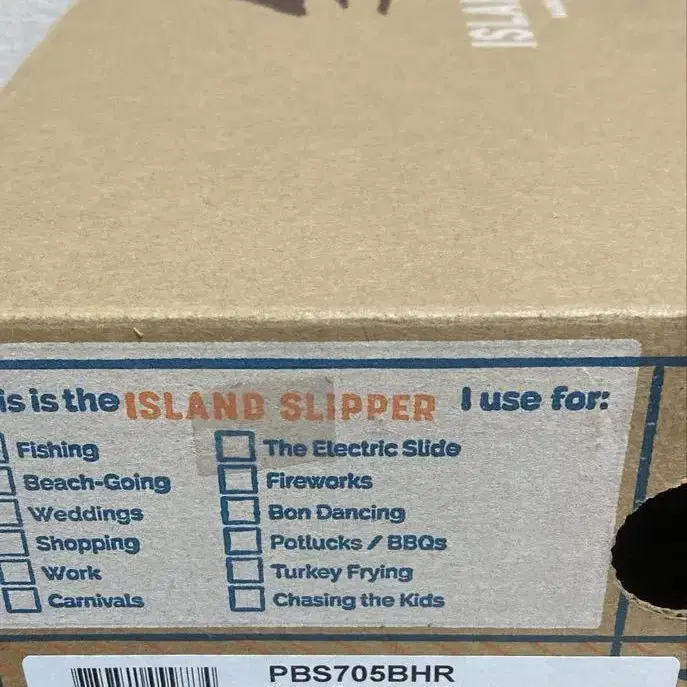 ISLA
is is the ISLAND SLIPPER I use for:
Fishing
Beach-Going
Weddings
Shopping
Work
Carnivals
The Electric Slide
Fireworks
Bon Dancing
Potlucks / BBQs
Turkey Frying
Chasing the Kids
PBS705BHR